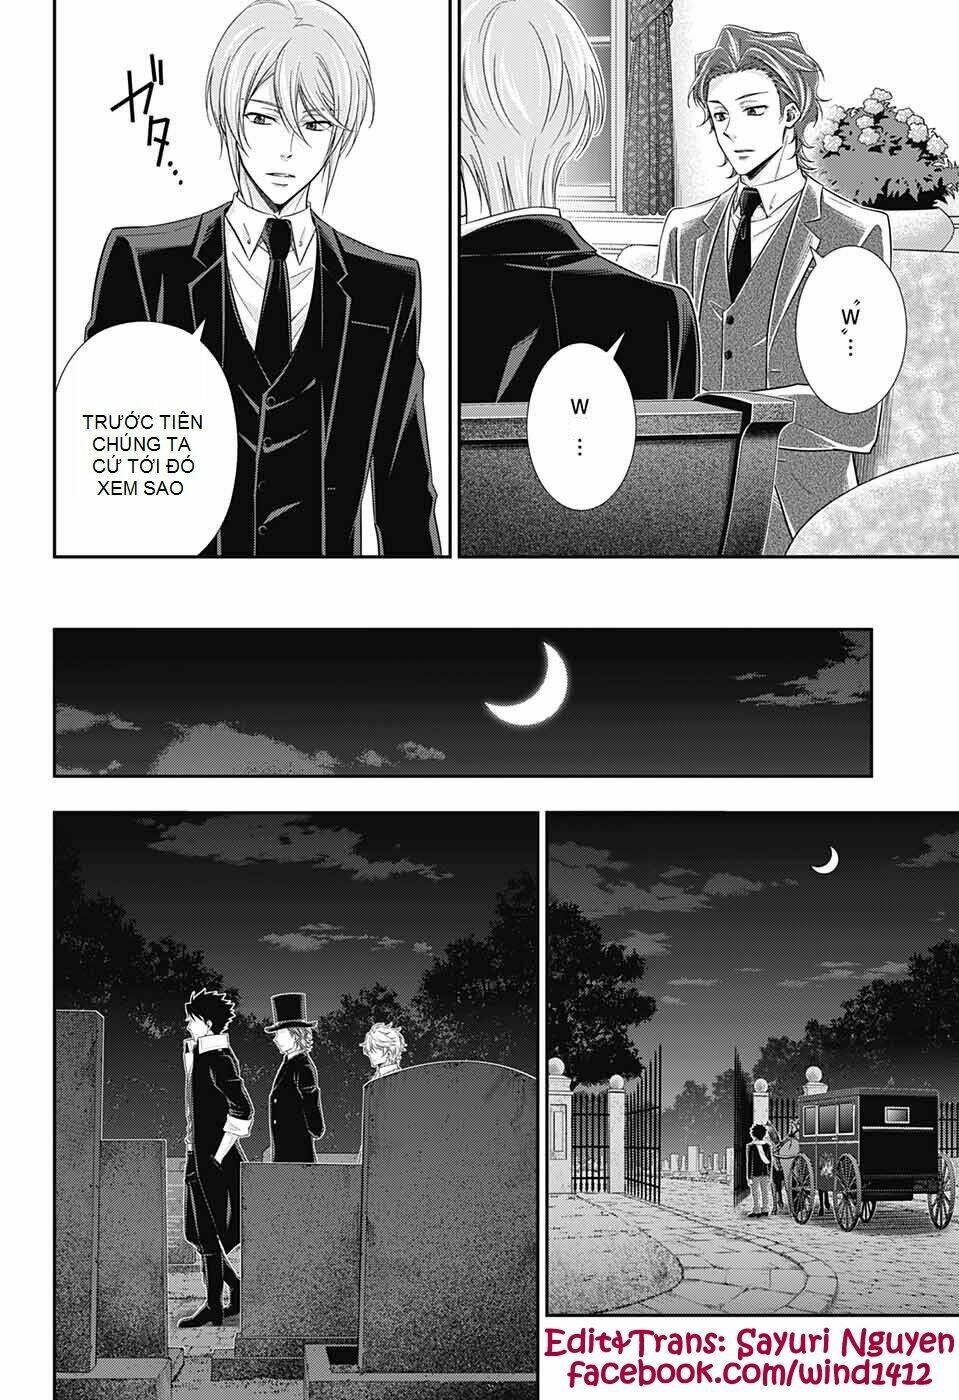 "W"
...
W
...
ガタ...
TRƯỚC TIÊN
CHÚNG TA
CỨ TỚI ĐÓ
XEM SAO
Edit&Trans: Sayuri Nguyen
facebook.com/wind1412